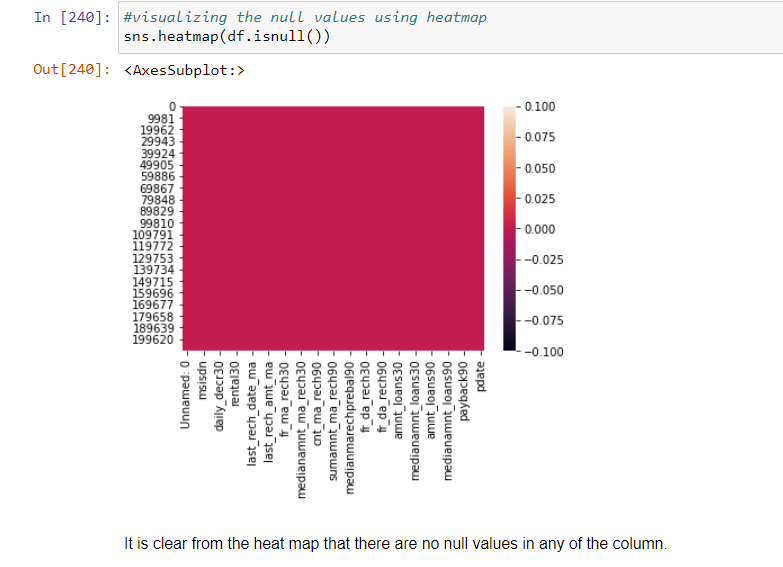 In [240]: #visualizing the null values using heatmap
sns.heatmap(df.isnull())
Out[240]: <AxesSubplot:>
0
9981
19962
29943
39924
49905
59886
69867
79848
89829
99810
109791
119772
129753
139734
149715
159696
169677
179658
189639
199620
0.100
0.075
0.050
0.025
0.000
−0.025
−0.050
−0.075
−0.100
Unnamed: 0
msisdn
daily_decr30
rental30
last_rech_date_ma
last_rech_amt_ma
fr_ma_rech30
medianamnt_ma_rech30
cnt_ma_rech90
sumamnt_ma_rech90
medianmarechprebal90
fr_da_rech30
fr_da_rech90
amnt_loans30
medianamnt_loans30
amnt_loans90
medianamnt_loans90
payback90
pdate
It is clear from the heat map that there are no null values in any of the column.